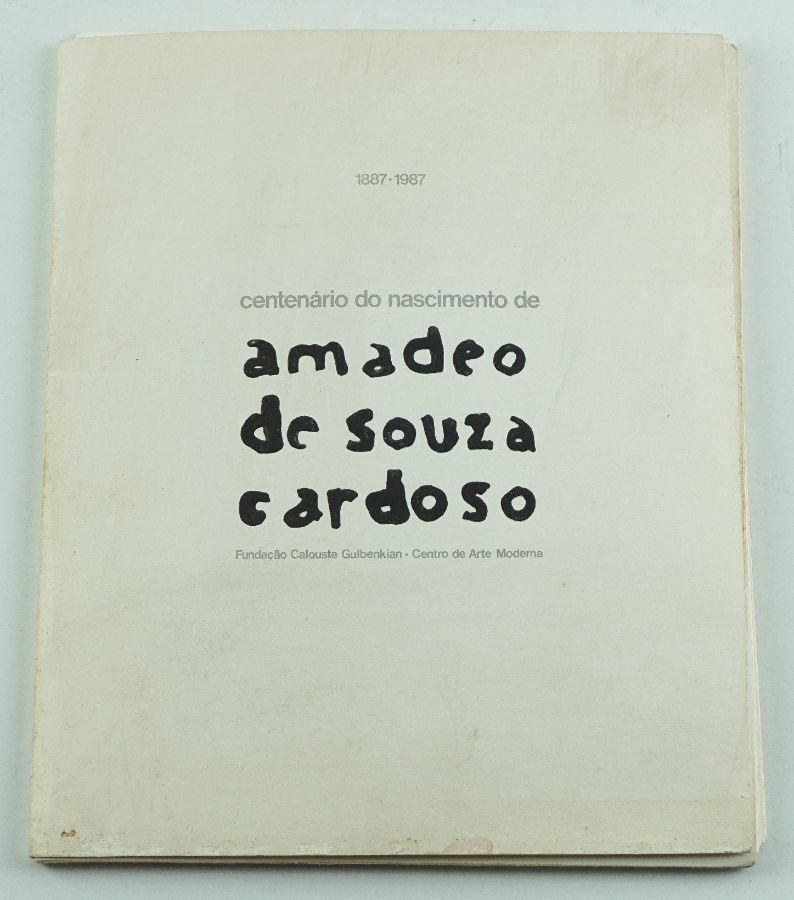 1887·1987
centenário do nascimento de
amadeo
de souza
cardoso
Fundação Calouste Gulbenkian · Centro de Arte Moderna